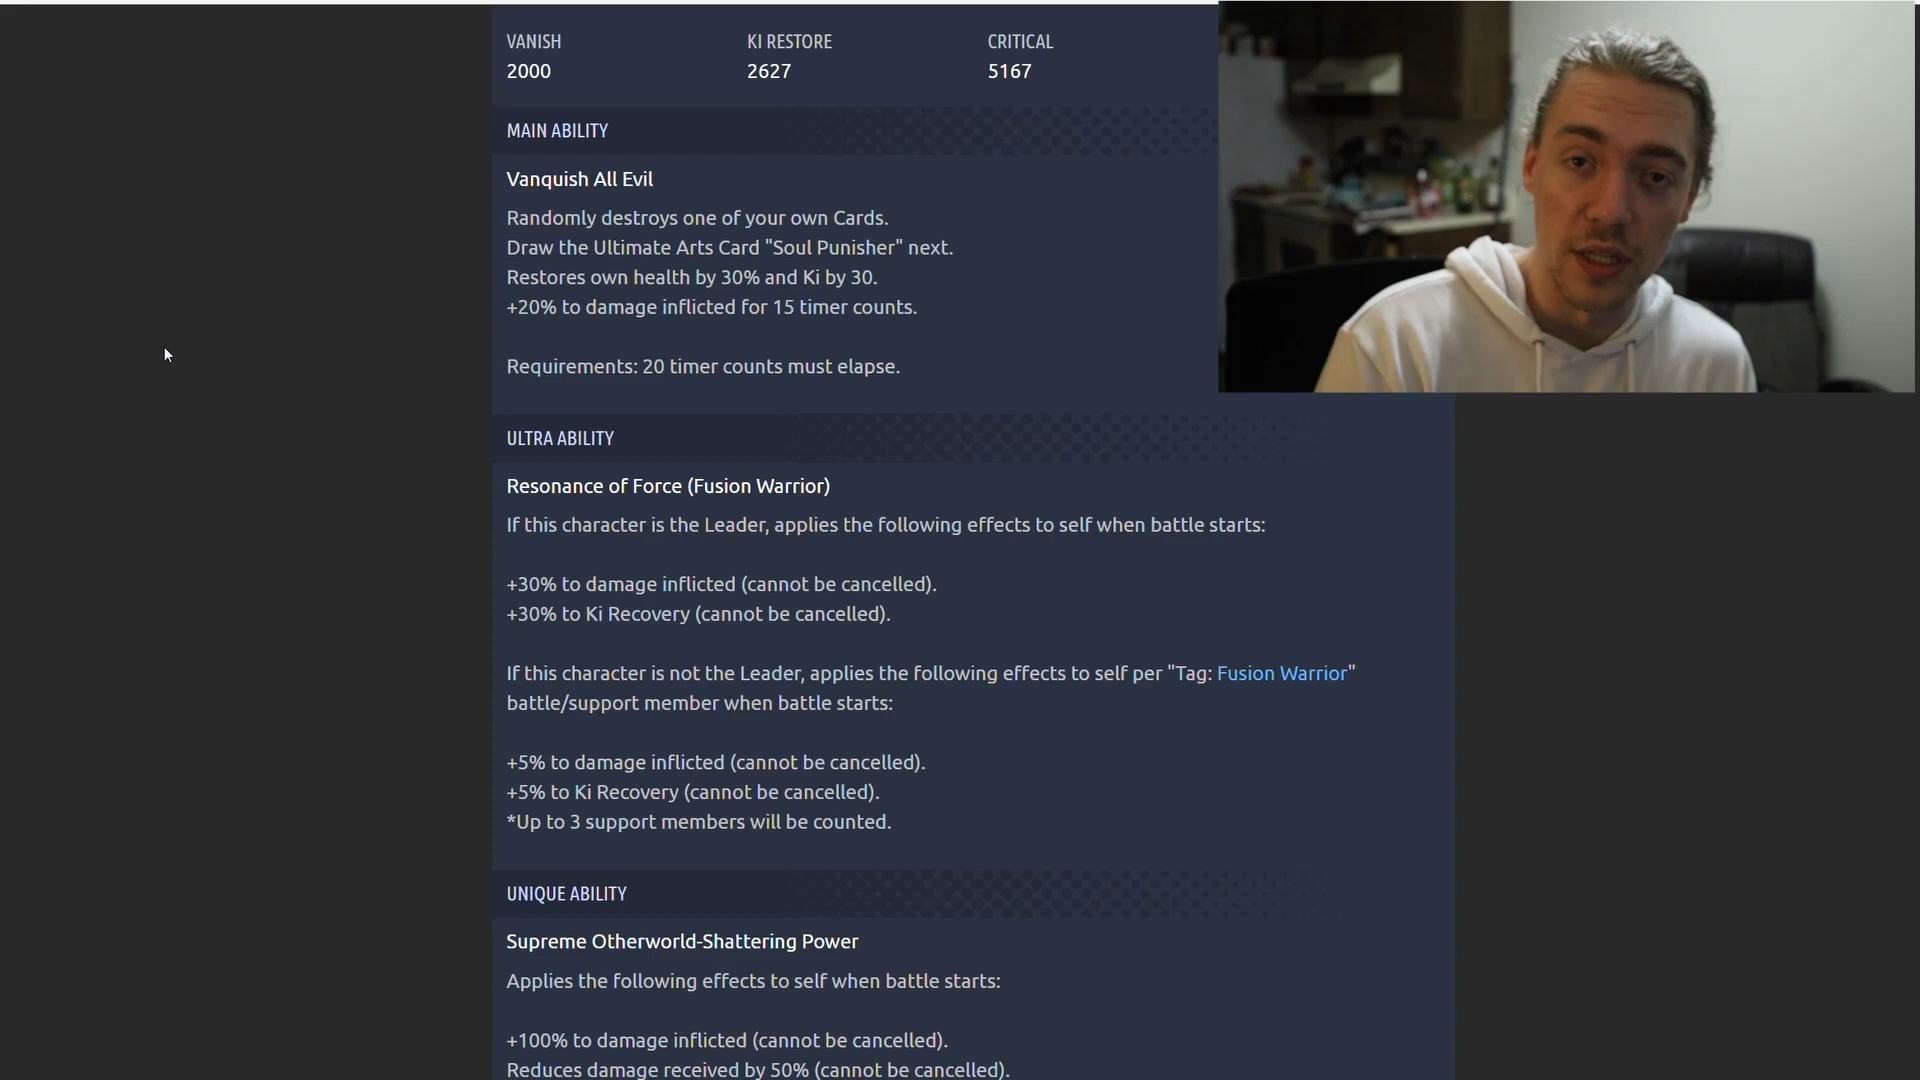 VANISH
KI RESTORE
CRITICAL
2000
2627
5167
MAIN ABILITY
Vanquish All Evil
Randomly destroys one of your own Cards.
Draw the Ultimate Arts Card "Soul Punisher" next.
Restores own health by 30% and Ki by 30.
+20% to damage inflicted for 15 timer counts.
Requirements: 20 timer counts must elapse.
ULTRA ABILITY
Resonance of Force (Fusion Warrior)
If this character is the Leader, applies the following effects to self when battle starts:
+30% to damage inflicted (cannot be cancelled).
+30% to Ki Recovery (cannot be cancelled).
If this character is not the Leader, applies the following effects to self per "Tag: Fusion Warrior"
battle/support member when battle starts:
+5% to damage inflicted (cannot be cancelled).
+5% to Ki Recovery (cannot be cancelled).
*Up to 3 support members will be counted.
UNIQUE ABILITY
Supreme Otherworld-Shattering Power
Applies the following effects to self when battle starts:
+100% to damage inflicted (cannot be cancelled).
Reduces damage received by 50% (cannot be cancelled).